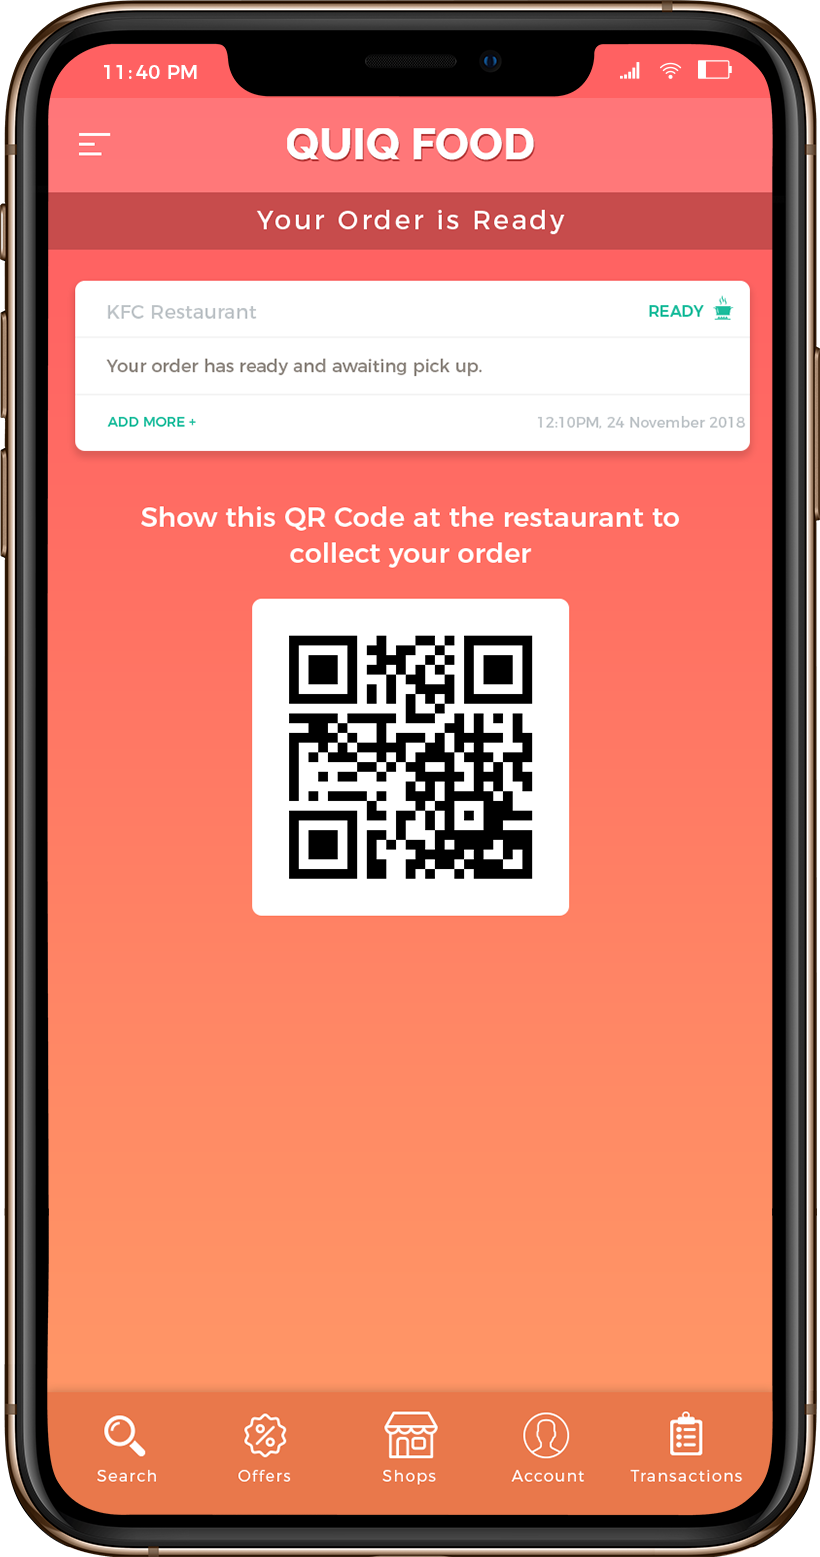 11:40 PM
QUIQ FOOD
Your Order is Ready
KFC Restaurant
READY
Your order has ready and awaiting pick up.
ADD MORE +
12:10PM, 24 November 2018
Show this QR Code at the restaurant to
collect your order
Search
Offers
Shops
Account
Transactions